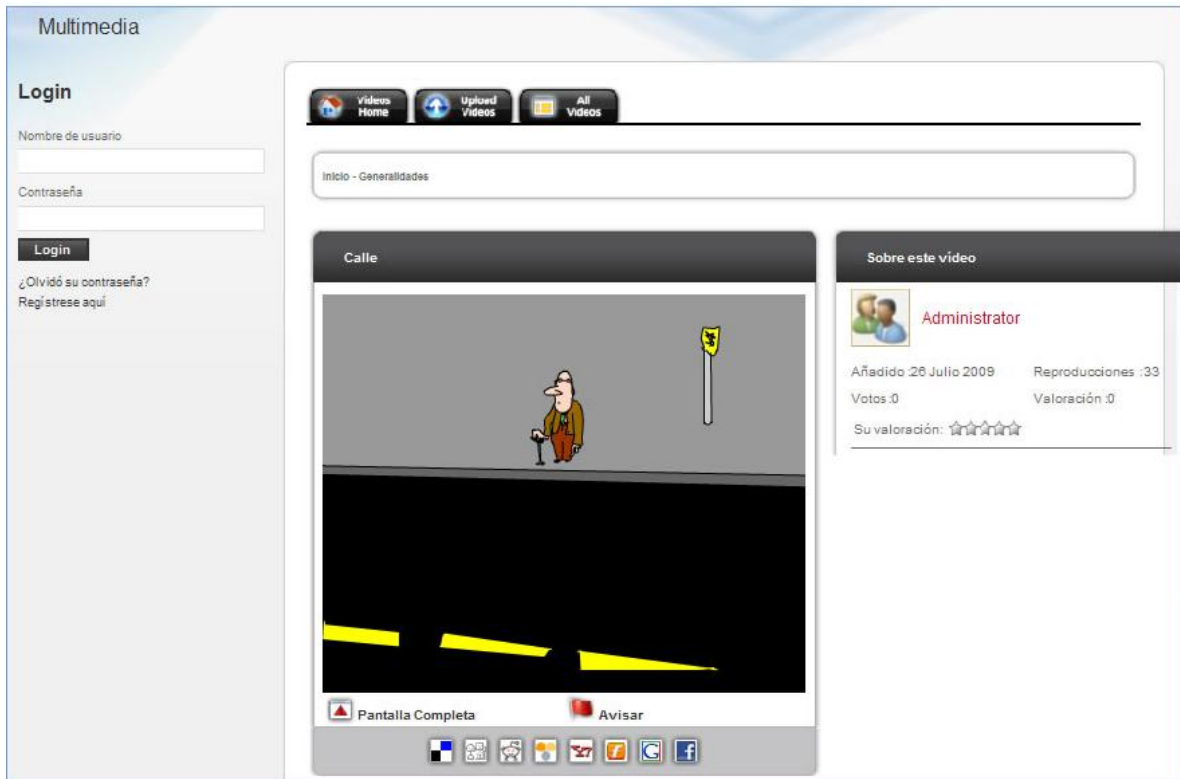 Multimedia
Login
Nombre de usuario
Contraseña
Login
¿Olvidó su contraseña?
Regístrese aquí
Videos Home
Upload Videos
All Videos
Inicio - Generalidades
Calle
Pantalla Completa
Avisar
Sobre este vídeo
Administrator
Añadido :26 Julio 2009 Reproducciones :33
Votos :0 Valoración :0
Su valoración: